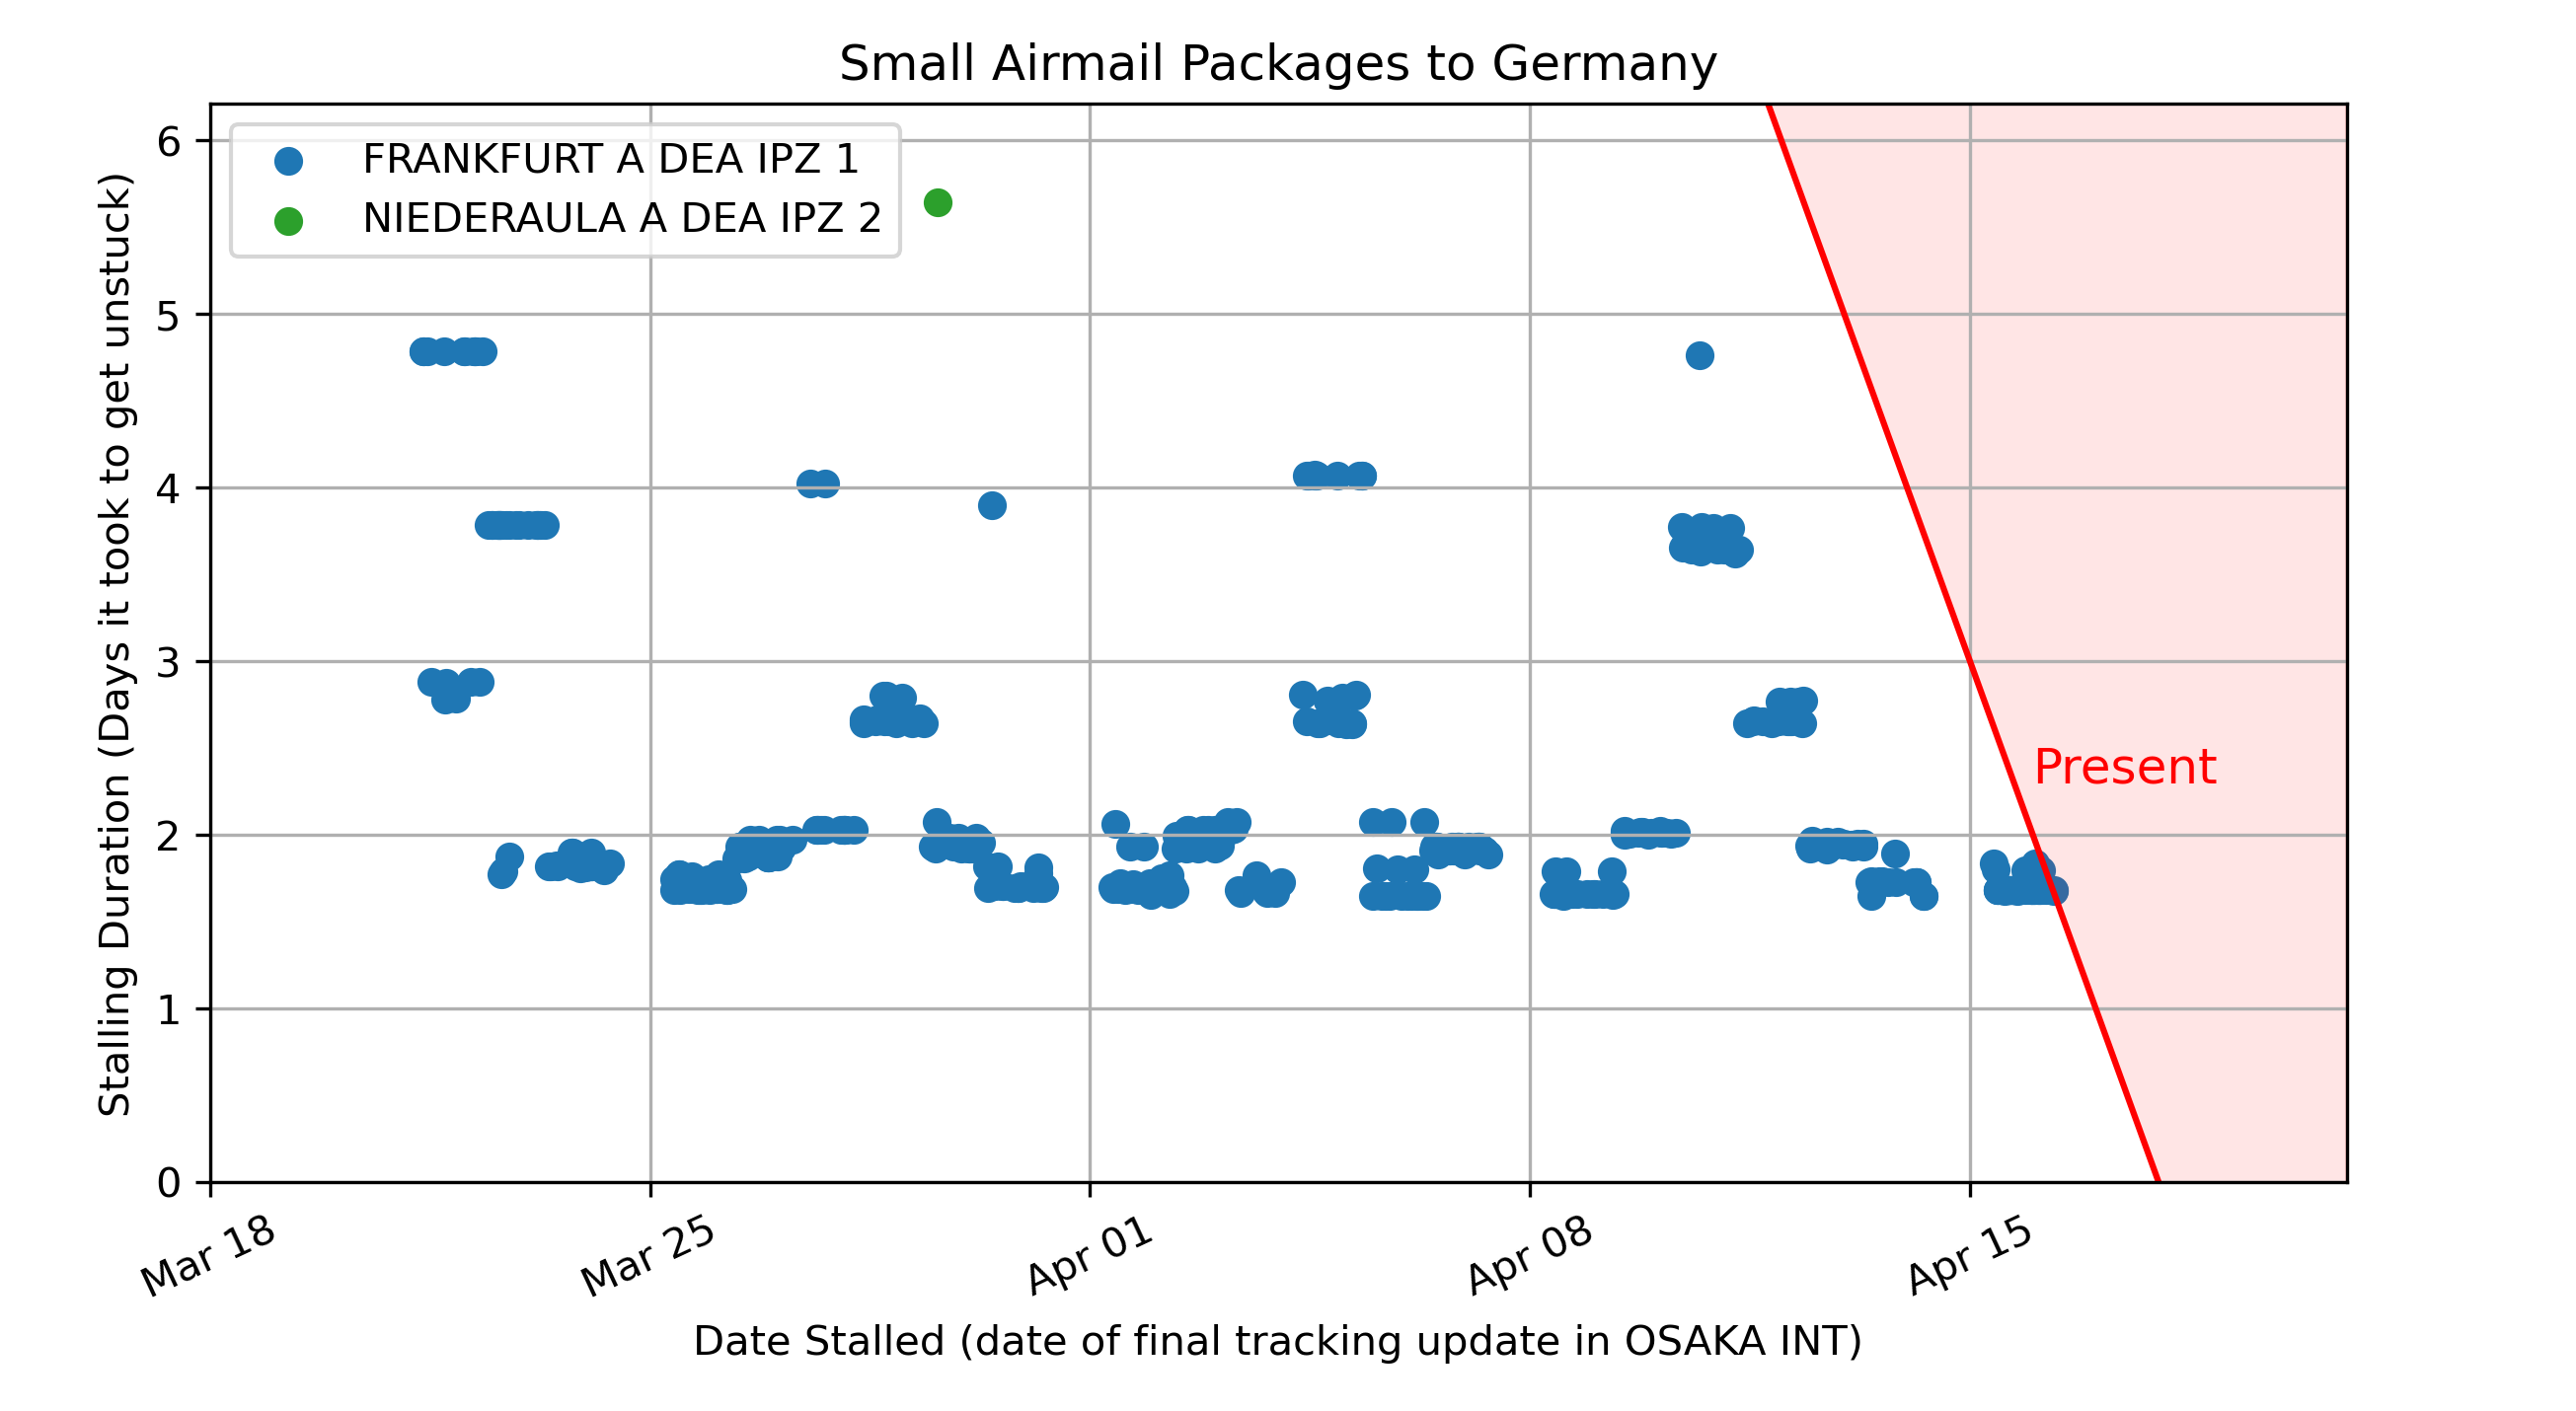 Small Airmail Packages to Germany
FRANKFURT A DEA IPZ 1
NIEDERAULA A DEA IPZ 2
Stalling Duration (Days it took to get unstuck)
6
5
4
3
2
1
0
Present
Mar 18
Mar 25
Apr 01
Apr 08
Apr 15
Date Stalled (date of final tracking update in OSAKA INT)